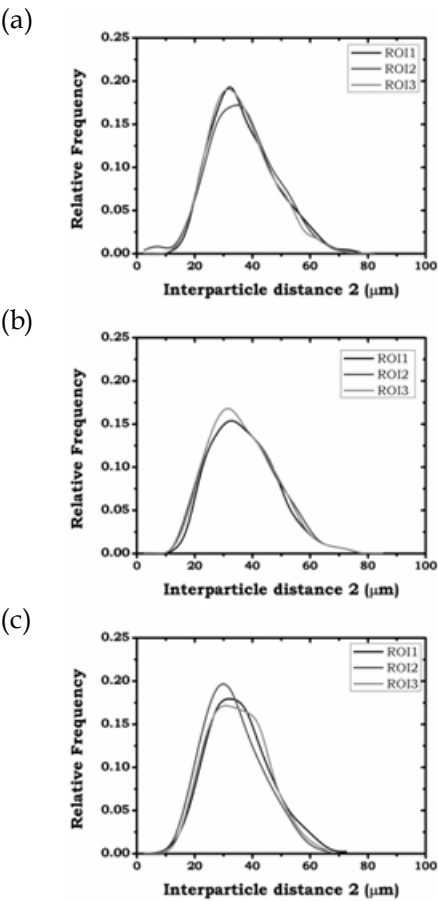 (a)
0.25
0.20
0.15
0.10
0.05
0.00
Relative Frequency
ROI1
ROI2
ROI3
0 20 40 60 80 100
Interparticle distance 2 (μm)
(b)
0.25
0.20
0.15
0.10
0.05
0.00
Relative Frequency
ROI1
ROI2
ROI3
0 20 40 60 80 100
Interparticle distance 2 (μm)
(c)
0.25
0.20
0.15
0.10
0.05
0.00
Relative Frequency
ROI1
ROI2
ROI3
0 20 40 60 80 100
Interparticle distance 2 (μm)